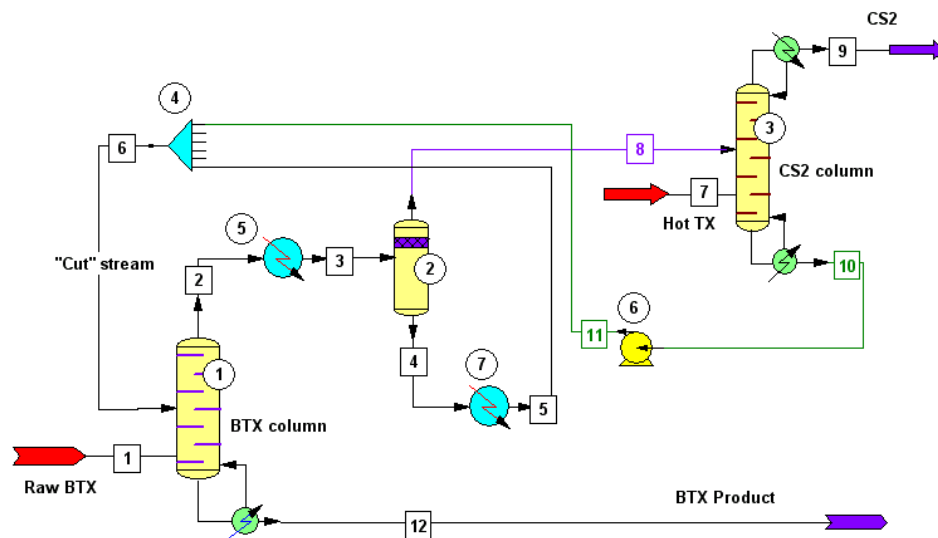 CS2
4
9
3
6
8
CS2 column
7
5
Hot TX
"Cut" stream
3
2
2
10
6
11
4
7
1
5
BTX column
1
Raw BTX
BTX Product
12